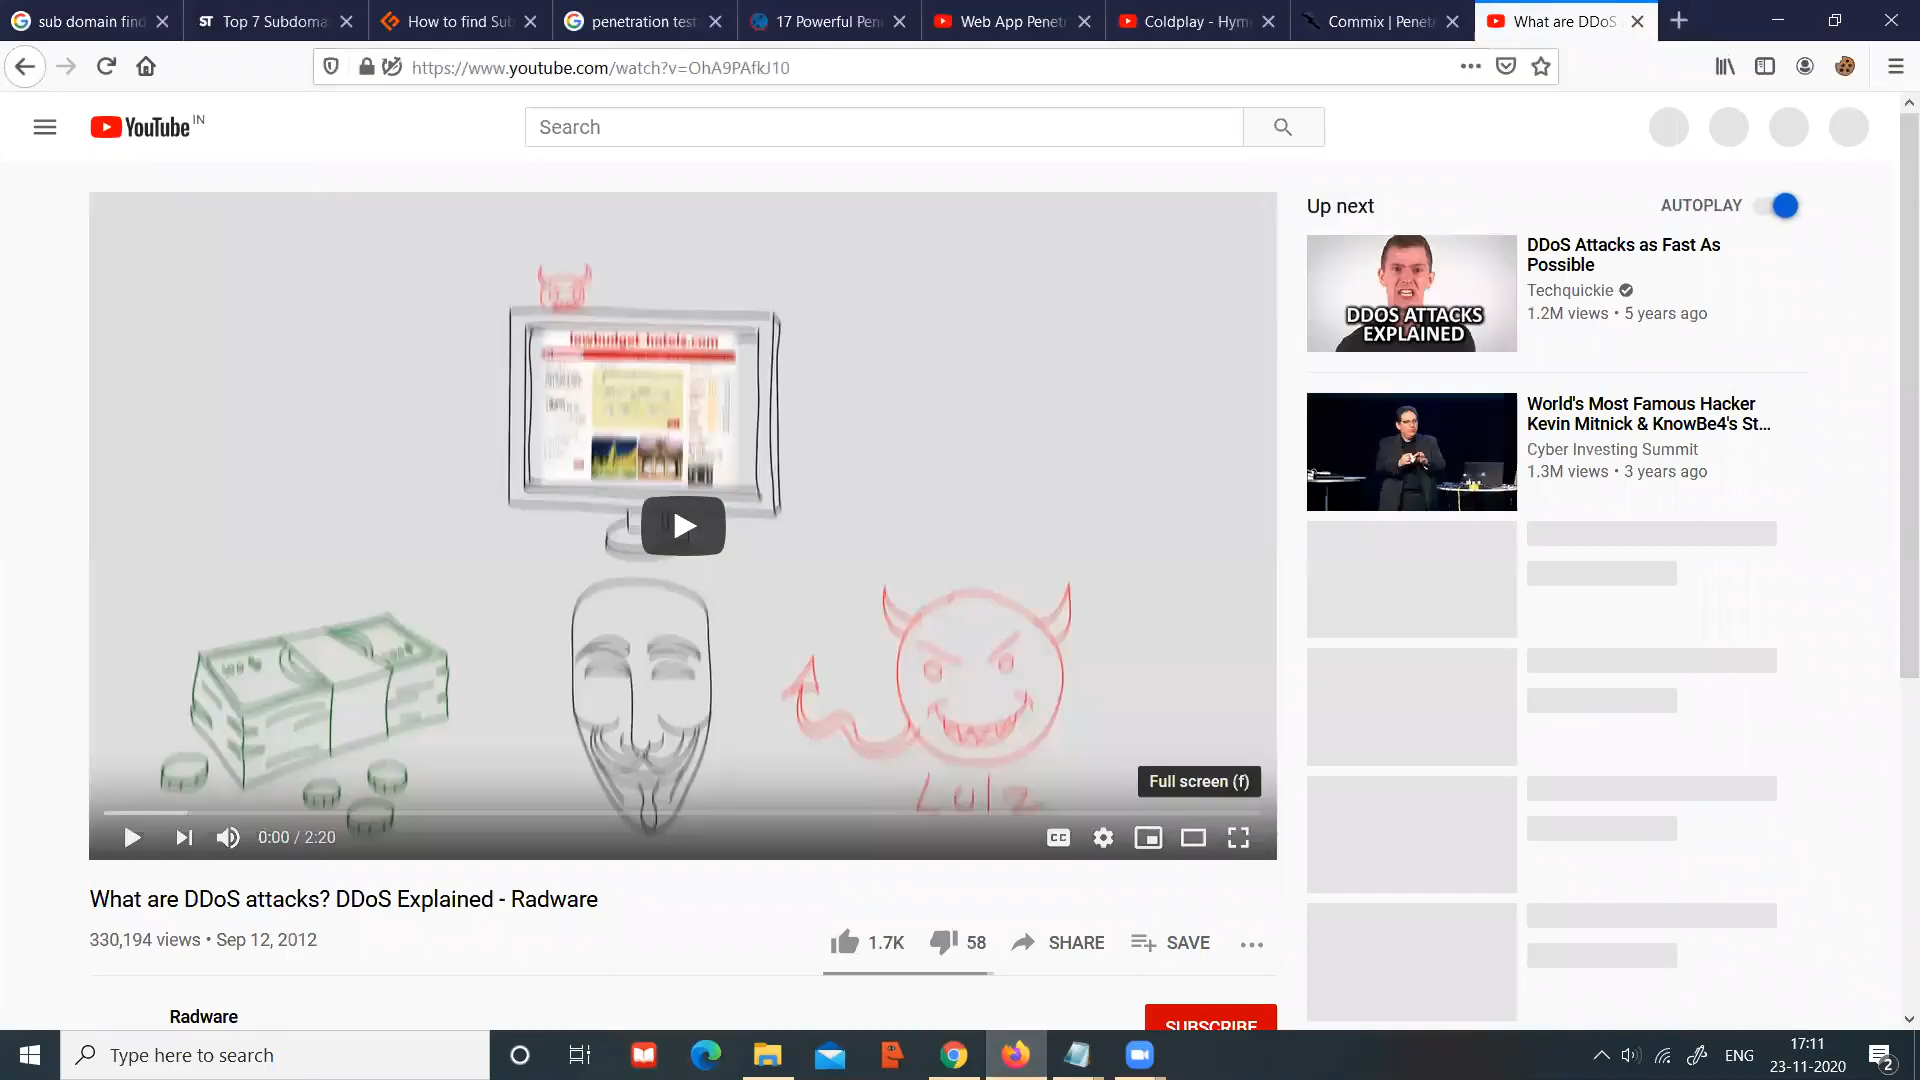 sub domain find
Top 7 Subdoma
How to find Sub
penetration test
17 Powerful Pen
Web App Penetr
Coldplay - Hym
Commix | Penet
What are DDoS
https://www.youtube.com/watch?v=OhA9PAfkJ10
YouTube IN
Search
lowbudget hotels.com
Lulz
Full screen (f)
0:00 / 2:20
CC
What are DDoS attacks? DDoS Explained - Radware
330,194 views • Sep 12, 2012
1.7K
58
SHARE
SAVE
Radware
SUBSCRIBE
Up next
AUTOPLAY
DDOS ATTACKS
EXPLAINED
DDoS Attacks as Fast As
Possible
Techquickie
1.2M views • 5 years ago
World's Most Famous Hacker
Kevin Mitnick & KnowBe4's St...
Cyber Investing Summit
1.3M views • 3 years ago
Type here to search
ENG
17:11
23-11-2020
2